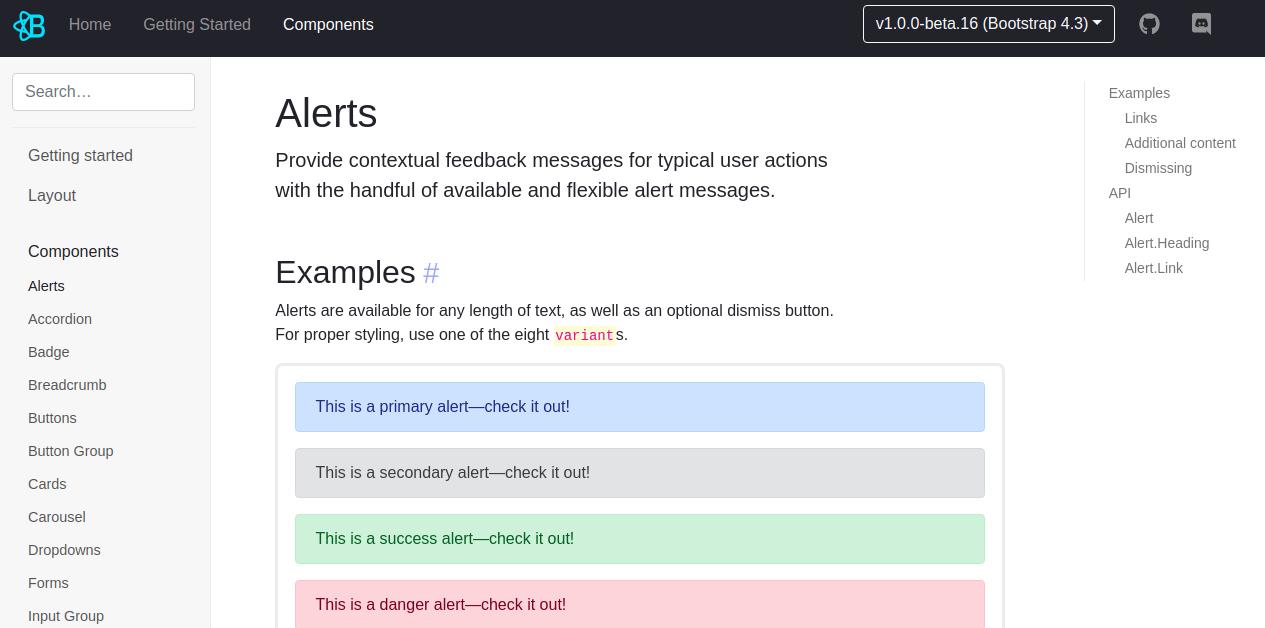 Home
Getting Started
Components
v1.0.0-beta.16 (Bootstrap 4.3)
Search…
Getting started
Layout
Components
Alerts
Accordion
Badge
Breadcrumb
Buttons
Button Group
Cards
Carousel
Dropdowns
Forms
Input Group
Alerts
Provide contextual feedback messages for typical user actions
with the handful of available and flexible alert messages.
Examples #
Alerts are available for any length of text, as well as an optional dismiss button.
For proper styling, use one of the eight variants.
This is a primary alert—check it out!
This is a secondary alert—check it out!
This is a success alert—check it out!
This is a danger alert—check it out!
Examples
Links
Additional content
Dismissing
API
Alert
Alert.Heading
Alert.Link